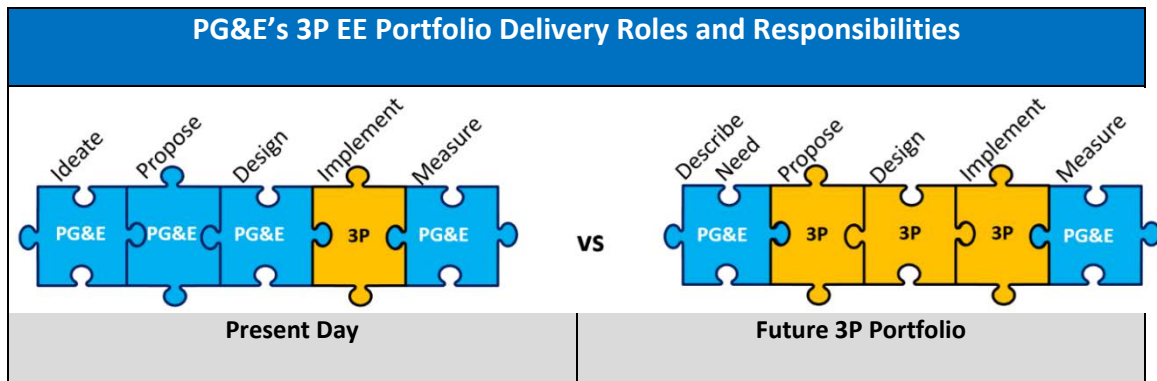 PG&E's 3P EE Portfolio Delivery Roles and Responsibilities
Ideate
Propose
Design
Implement
Measure
PG&E
PG&E
PG&E
3P
PG&E
vs
Describe
Need
Propose
Design
Implement
Measure
PG&E
3P
3P
3P
PG&E
Present Day
Future 3P Portfolio